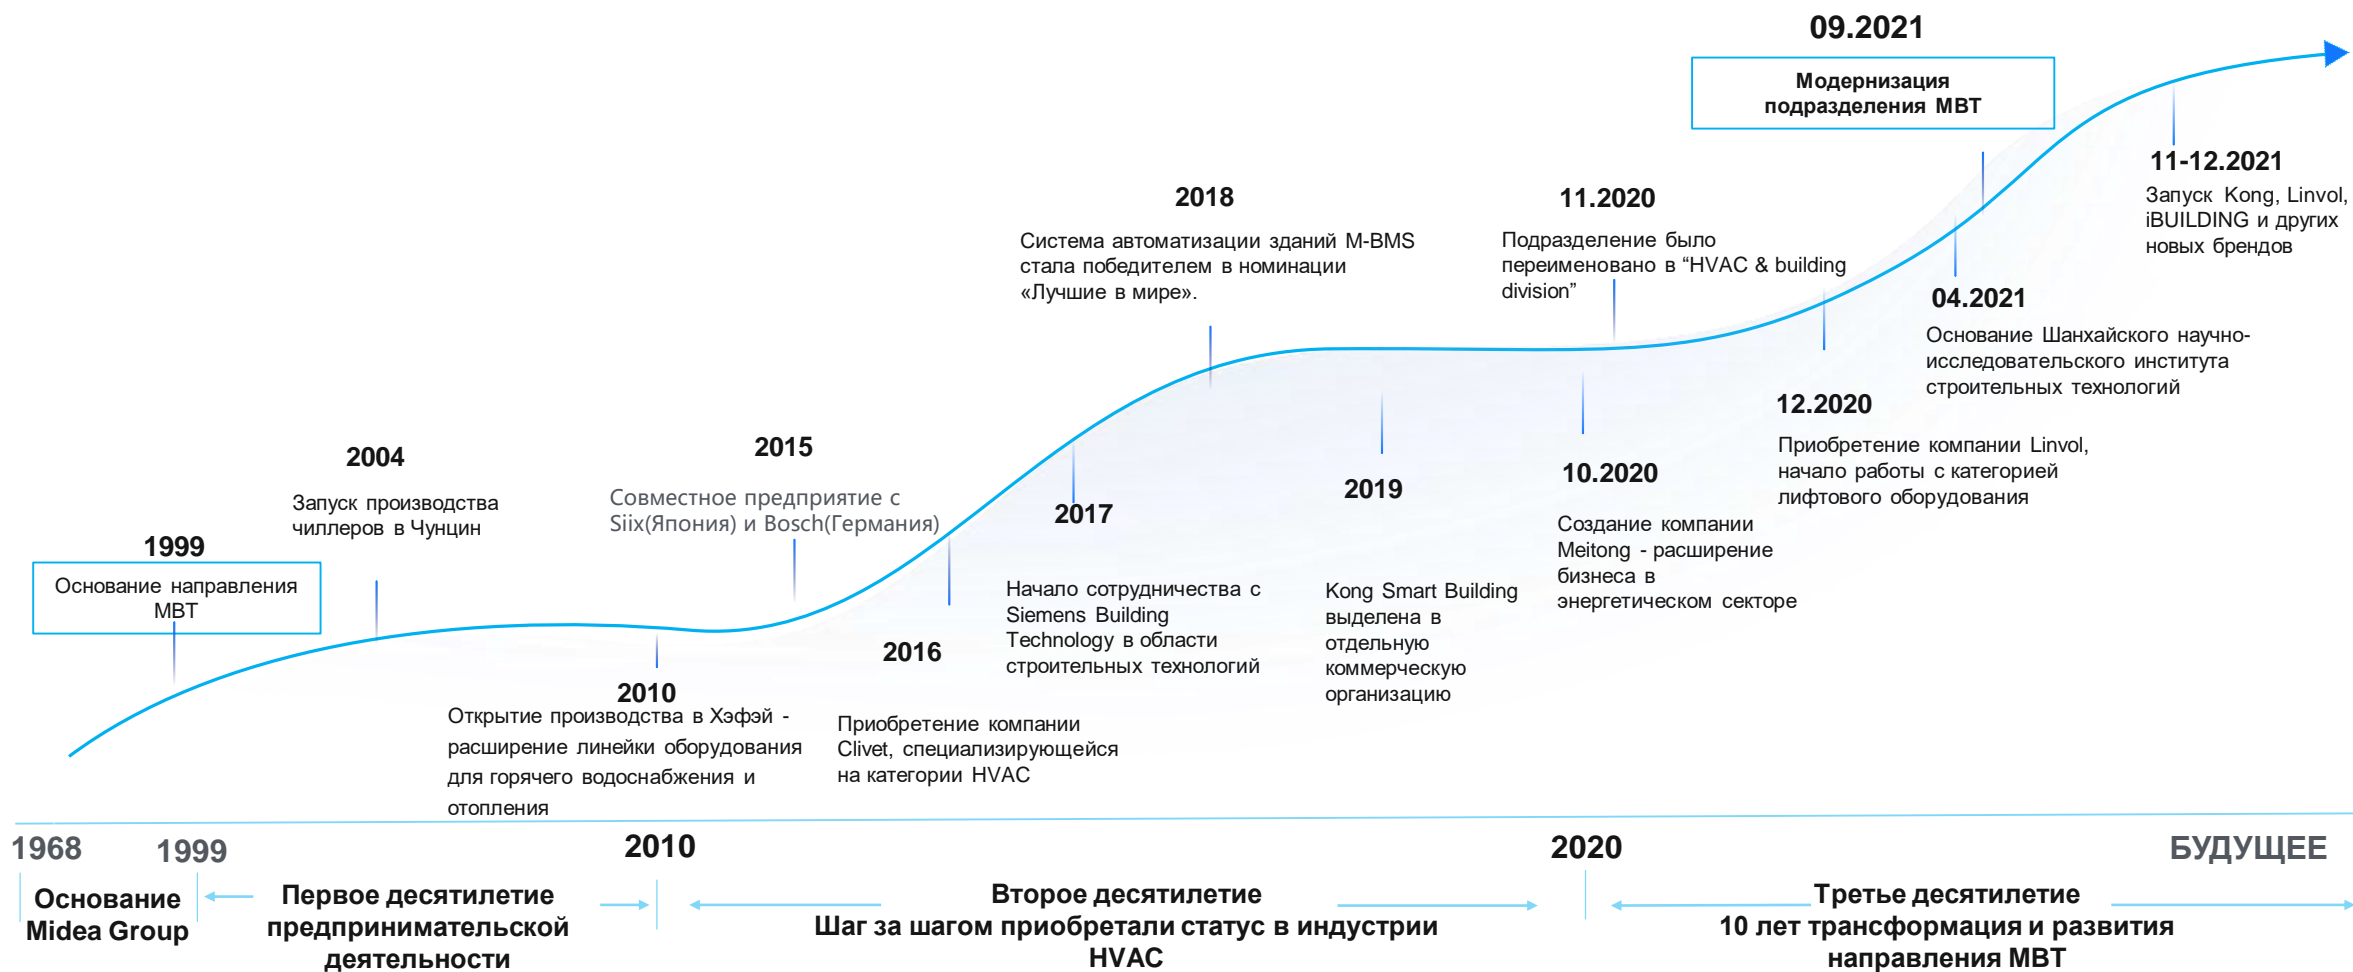 09.2021
Модернизация
подразделения МВТ
11-12.2021
Запуск Kong, Linvol,
iBUILDING и других
новых брендов
2018
Система автоматизации зданий M-BMS
стала победителем в номинации
«Лучшие в мире».
11.2020
Подразделение было
переименовано в “HVAC & building
division”
04.2021
Основание Шанхайского научно-
исследовательского института
строительных технологий
12.2020
Приобретение компании Linvol,
начало работы с категорией
лифтового оборудования
2004
Запуск производства
чиллеров в Чунцин
2015
Совместное предприятие с
Siix(Япония) и Bosch(Германия)
1999
Основание направления
МВТ
2017
Начало сотрудничества с
Siemens Building
Technology в области
строительных технологий
2019
Kong Smart Building
выделена в
отдельную
коммерческую
организацию
10.2020
Создание компании
Meitong - расширение
бизнеса в
энергетическом секторе
2010
Открытие производства в Хэфэй -
расширение линейки оборудования
для горячего водоснабжения и
отопления
2016
Приобретение компании
Clivet, специализирующейся
на категории HVAC
1968
1999
2010
2020
БУДУЩЕЕ
Основание
Midea Group
Первое десятилетие
предпринимательской
деятельности
Второе десятилетие
Шаг за шагом приобретали статус в индустрии
HVAC
Третье десятилетие
10 лет трансформация и развития
направления МВТ